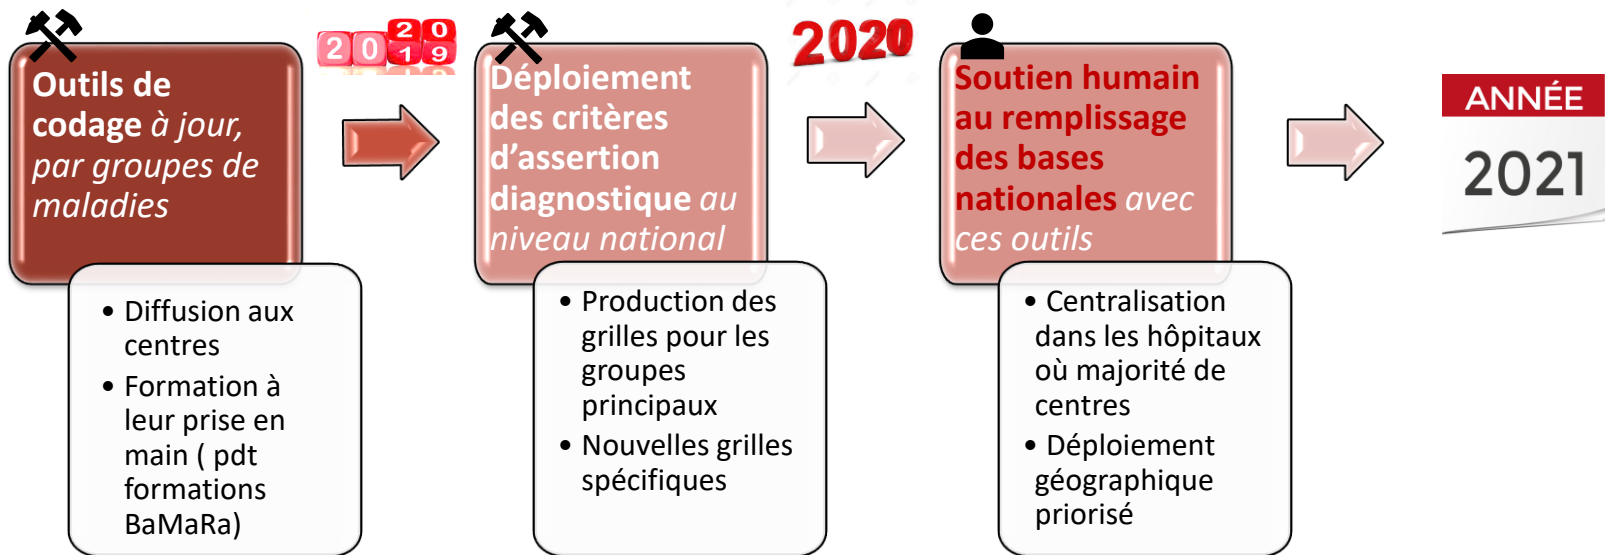 Outils de
codage à jour,
par groupes de
maladies
• Diffusion aux
centres
• Formation à
leur prise en
main ( pdt
formations
BaMaRa)
20
2019
Déploiement
des critères
d’assertion
diagnostique au
niveau national
• Production des
grilles pour les
groupes
principaux
• Nouvelles grilles
spécifiques
2020
Soutien humain
au remplissage
des bases
nationales avec
ces outils
• Centralisation
dans les hôpitaux
où majorité de
centres
• Déploiement
géographique
priorisé
ANNÉE
2021